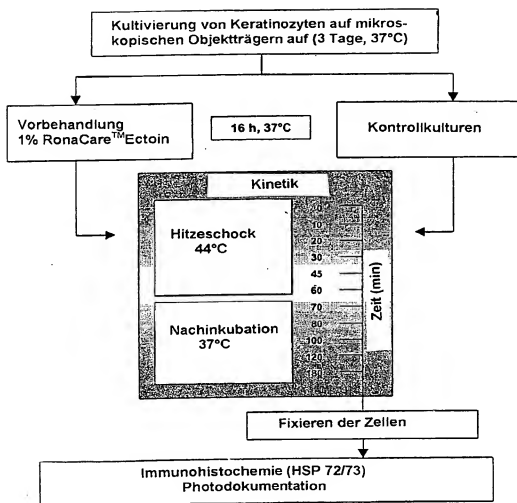 Kultivierung von Keratinozyten auf mikros-
kopischen Objektträgern auf (3 Tage, 37°C)
Vorbehandlung
1% RonaCare™Ectoin
16 h, 37°C
Kontrollkulturen
Kinetik
Hitzeschock
44°C
0
10
20
30
45
60
70
80
100
120
Zeit (min)
Nachinkubation
37°C
Fixieren der Zellen
Immunohistochemie (HSP 72/73)
Photodokumentation